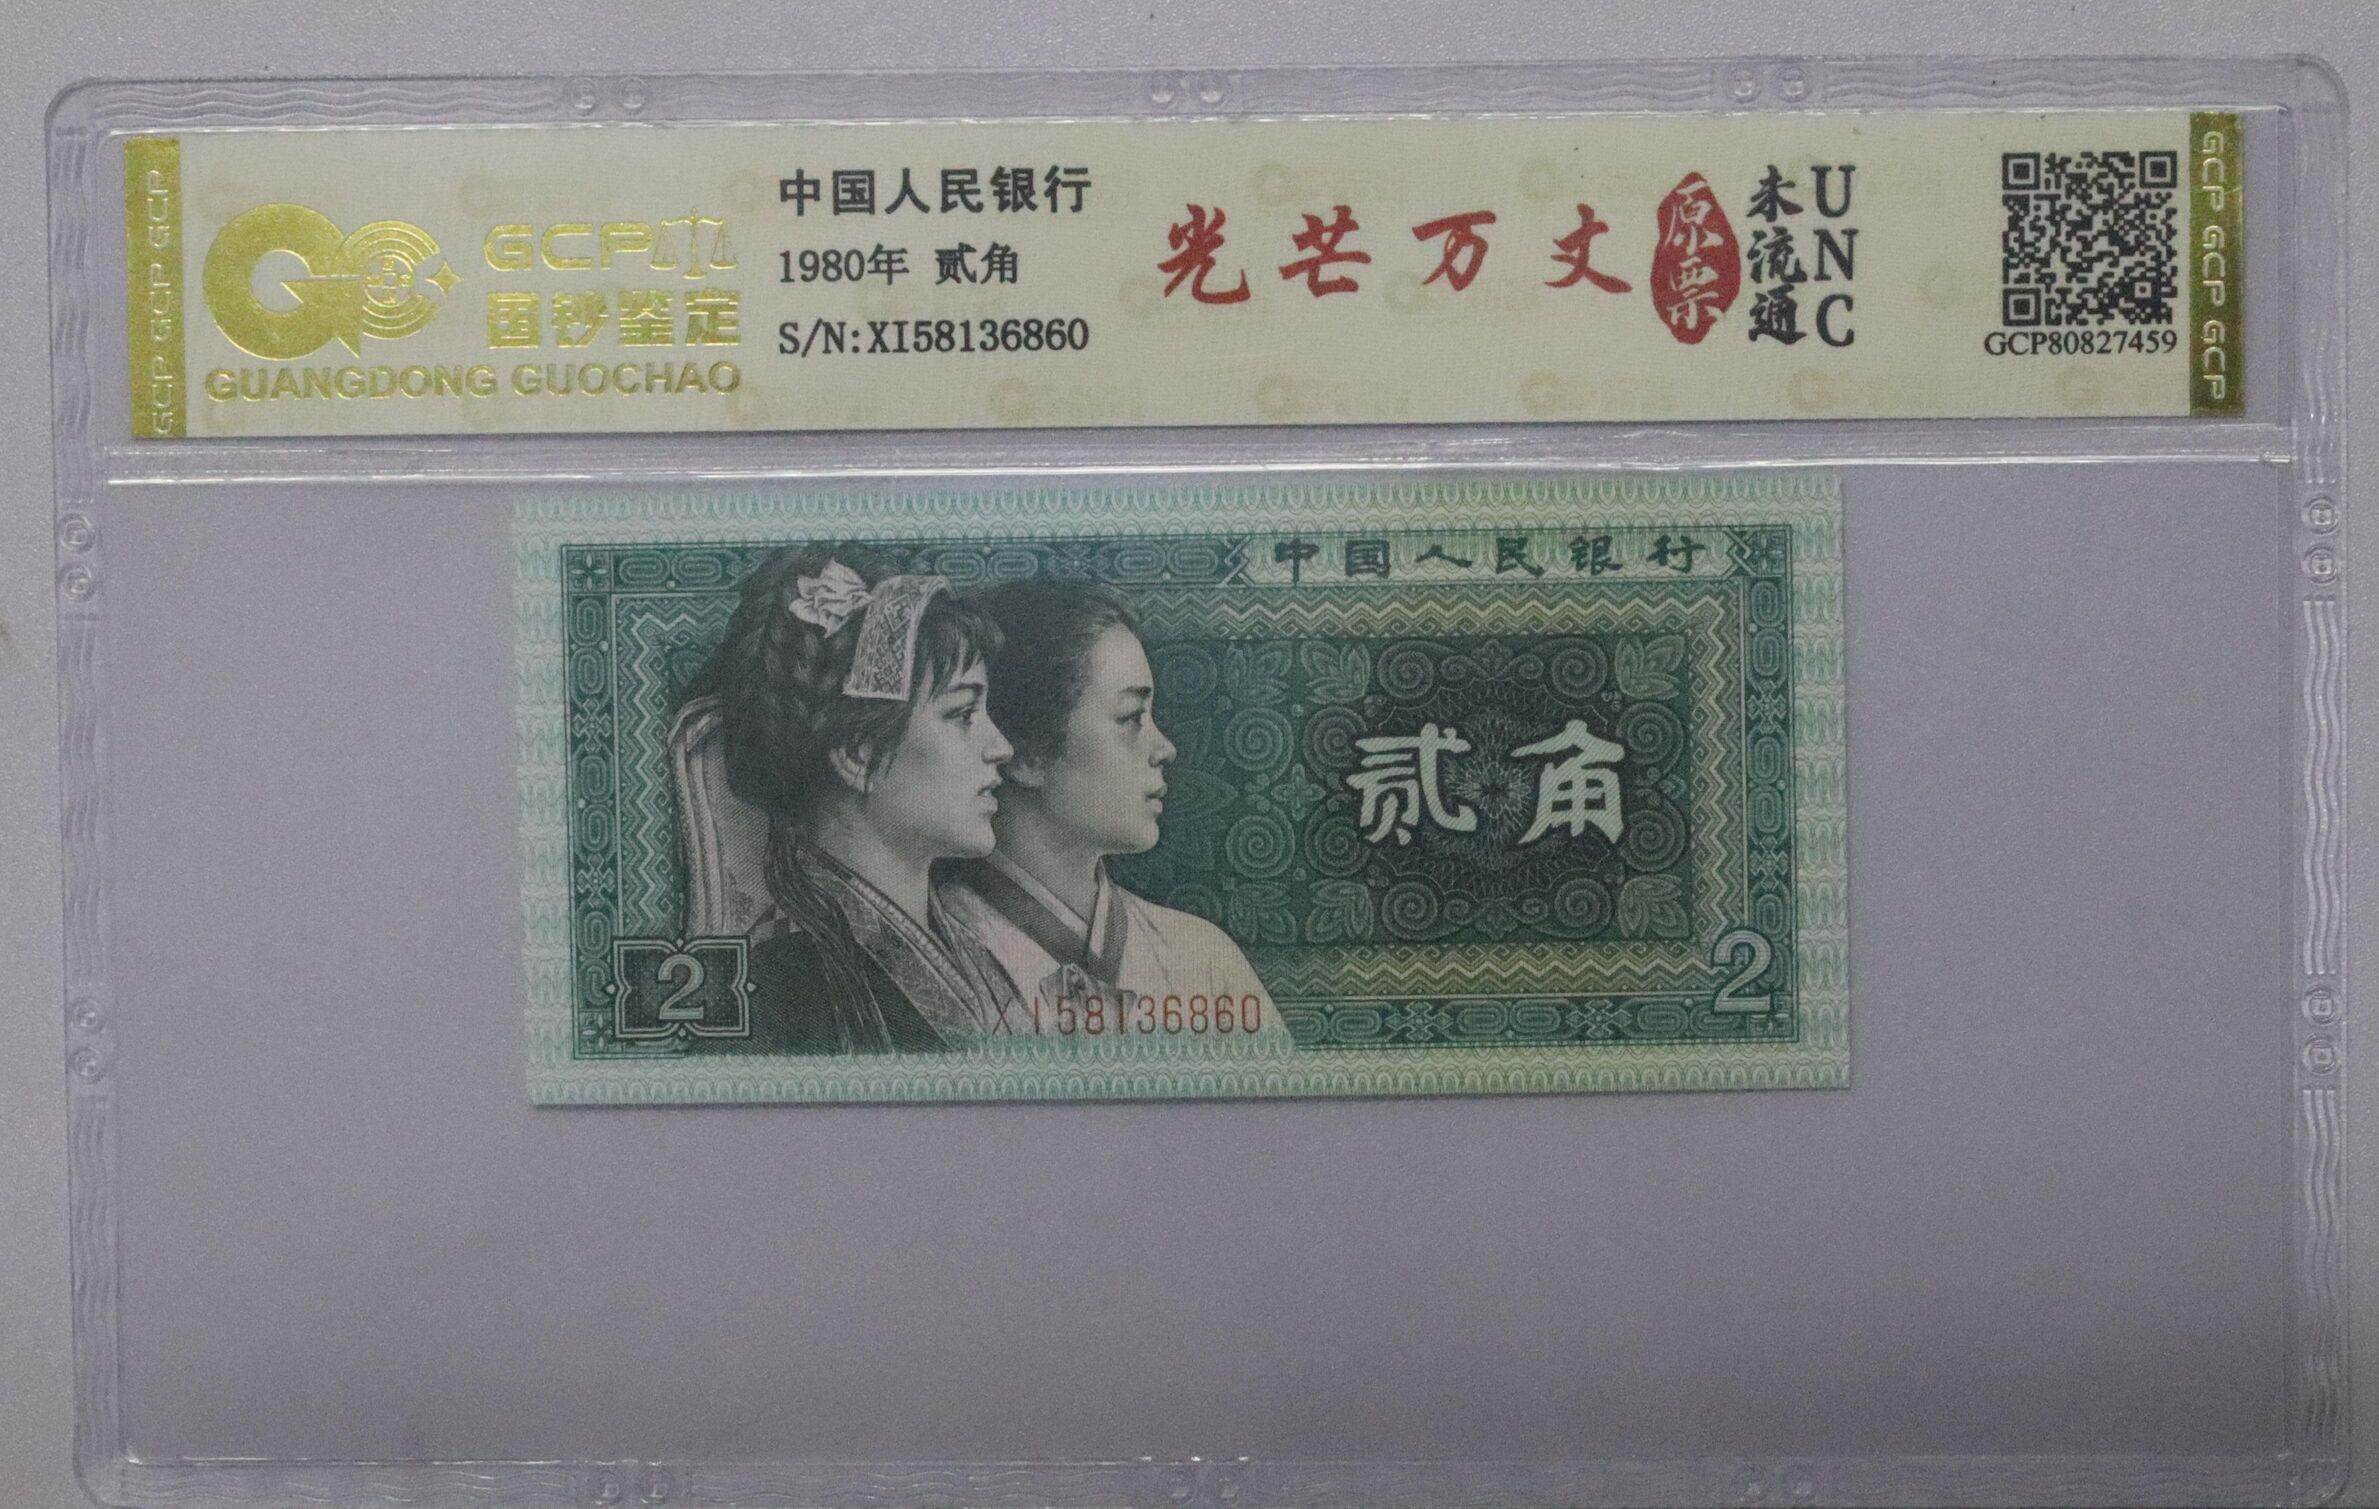 GCP GCP GCP
GCP
国钞鉴定
GUANGDONG GUOCHAO
中国人民银行
1980年 贰角
S/N:XI58136860
光芒万丈
原票
未流通
UNC
GCP80827459
GCP GCP GCP
中国人民银行
贰角
2
2
XI58136860